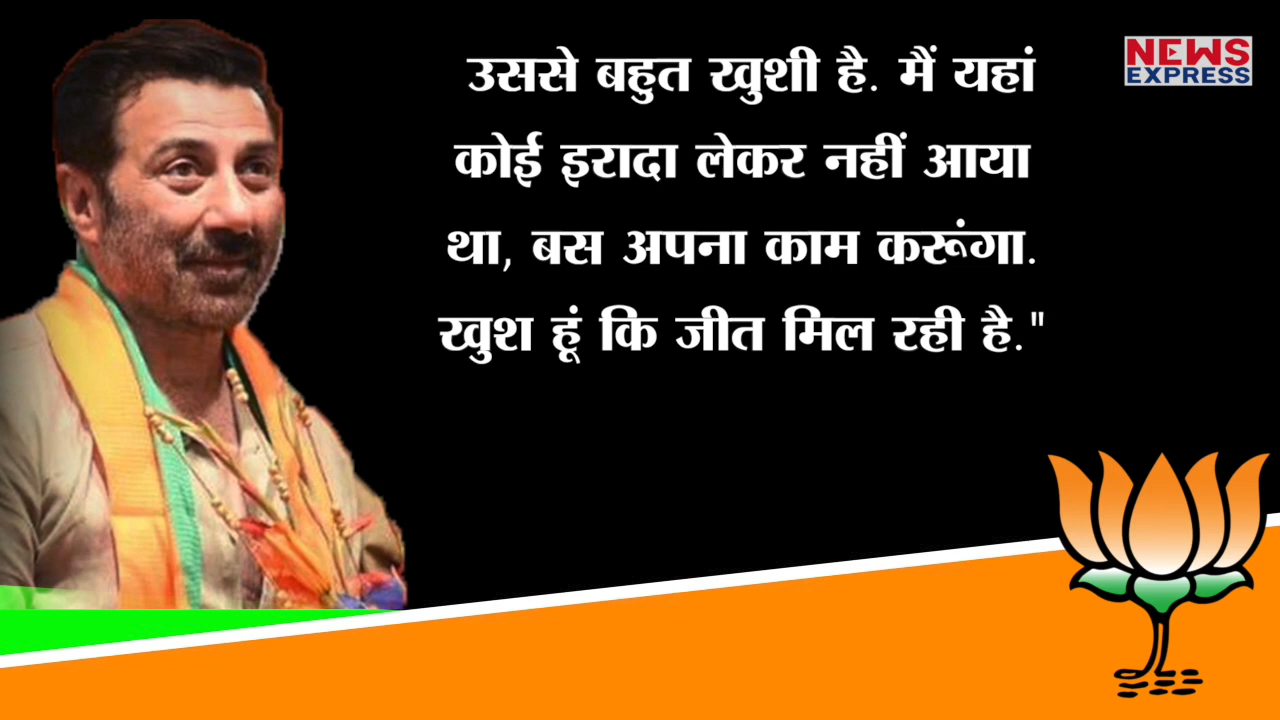 उससे बहुत खुशी है. मैं यहां
कोई इरादा लेकर नहीं आया
था, बस अपना काम करूंगा.
खुश हूं कि जीत मिल रही है."
NEWS
EXPRESS